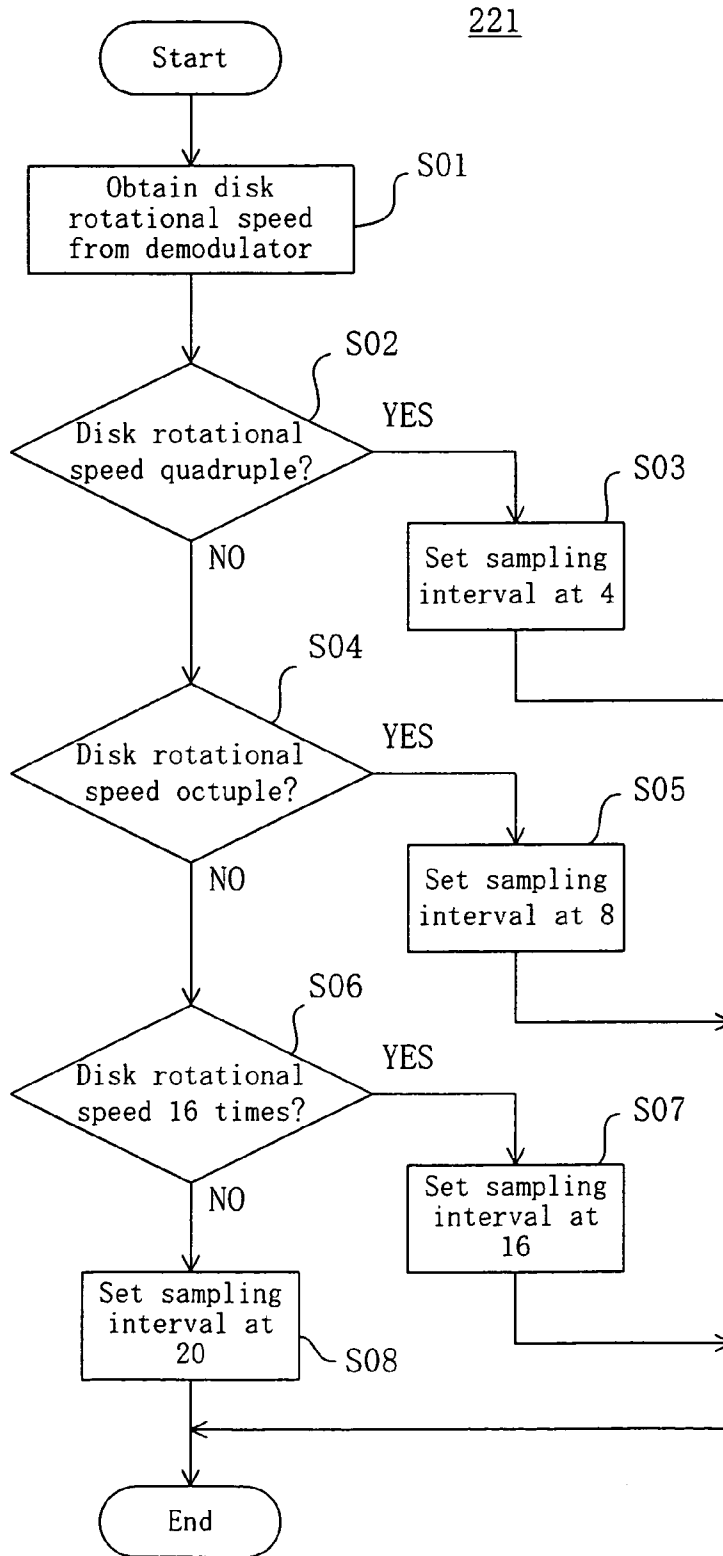 221
Start
S01
Obtain disk
rotational speed
from demodulator
S02
Disk rotational
speed quadruple?
YES
NO
S03
Set sampling
interval at 4
S04
Disk rotational
speed octuple?
YES
NO
S05
Set sampling
interval at 8
S06
Disk rotational
speed 16 times?
YES
NO
S07
Set sampling
interval at
16
Set sampling
interval at
20
S08
End